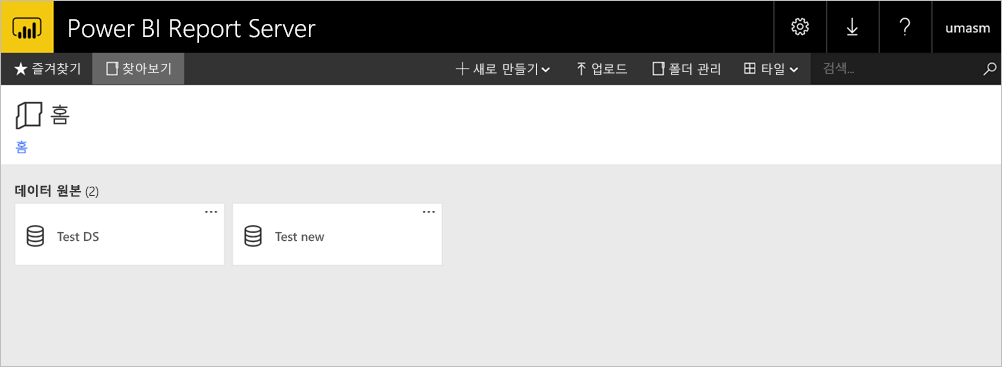 Power BI Report Server
? umasm
★ 즐겨찾기 찾아보기 새로 만들기 업로드 폴더 관리 타일 검색...
홈
홈
데이터 원본 (2)
Test DS ... Test new ...